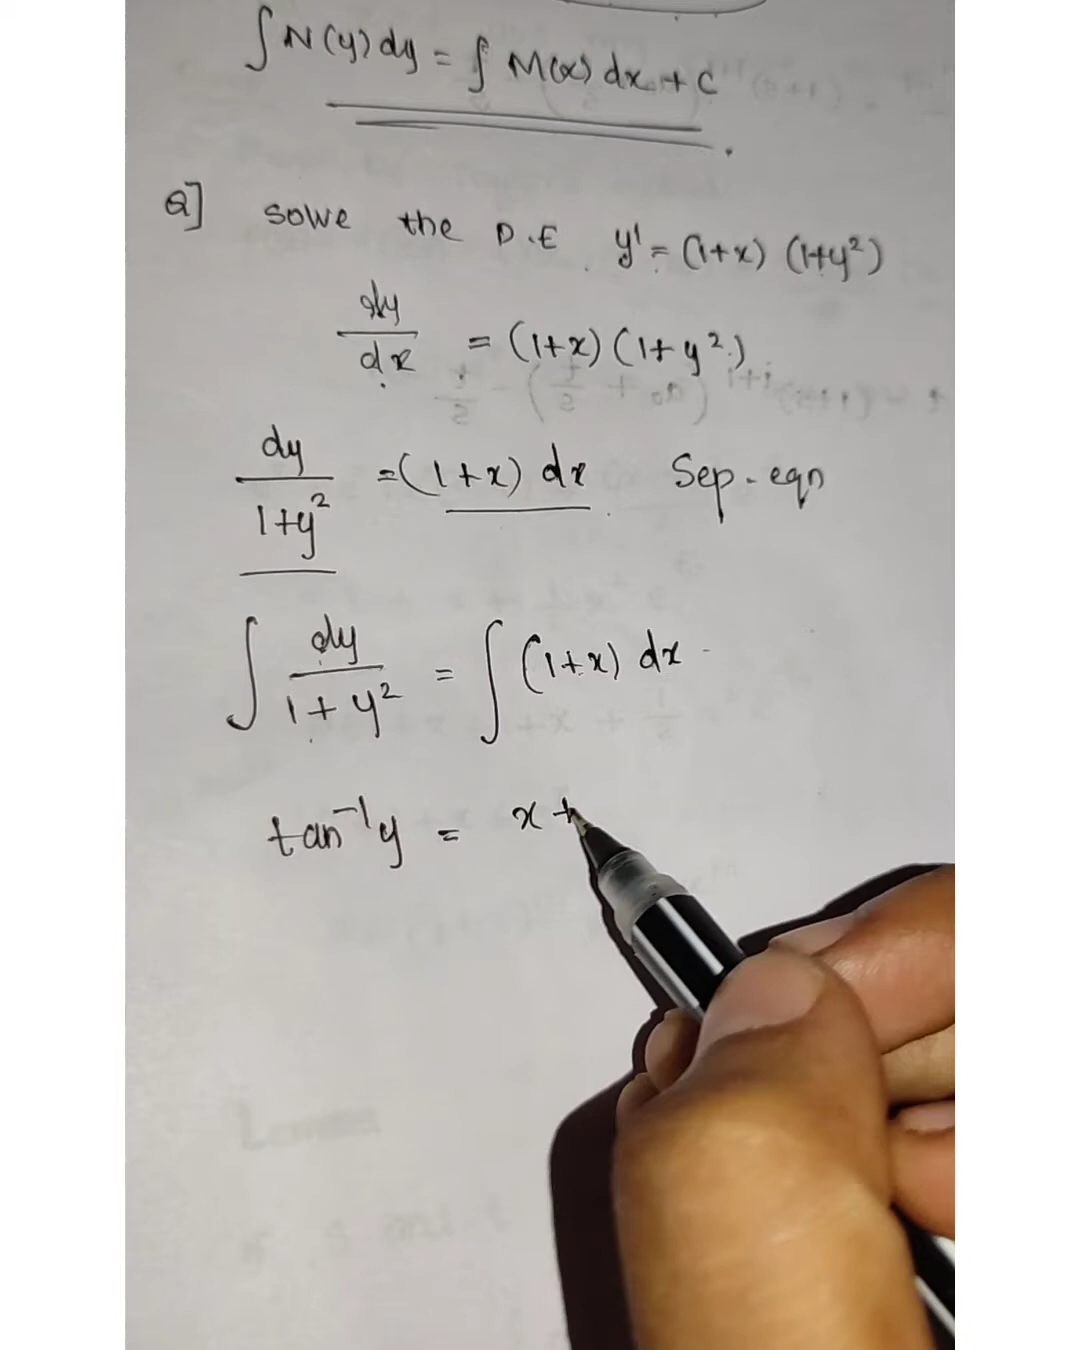 ∫N(y)dy = ∫ M(x) dx + C
Q] solve the D.E y' = (1+x) (1+y²)
dy/dx = (1+x) (1+y²)
dy/1+y² = (1+x) dx Sep. eqn
∫ dy/1+y² = ∫ (1+x) dx
tan⁻¹y = x +